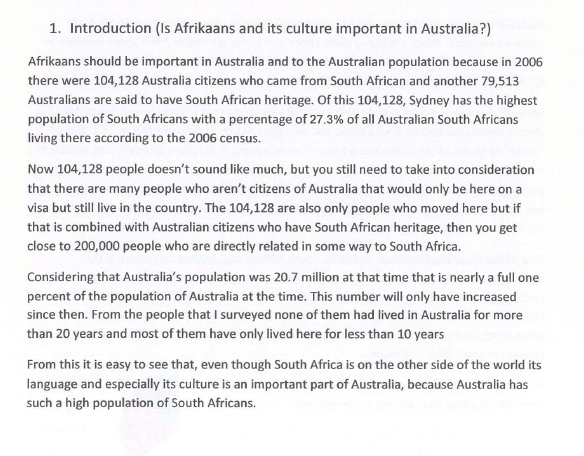 1. Introduction (Is Afrikaans and its culture important in Australia?)
Afrikaans should be important in Australia and to the Australian population because in 2006
there were 104,128 Australia citizens who came from South African and another 79,513
Australians are said to have South African heritage. Of this 104,128, Sydney has the highest
population of South Africans with a percentage of 27.3% of all Australian South Africans
living there according to the 2006 census.
Now 104,128 people doesn't sound like much, but you still need to take into consideration
that there are many people who aren't citizens of Australia that would only be here on a
visa but still live in the country. The 104,128 are also only people who moved here but if
that is combined with Australian citizens who have South African heritage, then you get
close to 200,000 people who are directly related in some way to South Africa.
Considering that Australia's population was 20.7 million at that time that is nearly a full one
percent of the population of Australia at the time. This number will only have increased
since then. From the people that I surveyed none of them had lived in Australia for more
than 20 years and most of them have only lived here for less than 10 years
From this it is easy to see that, even though South Africa is on the other side of the world its
language and especially its culture is an important part of Australia, because Australia has
such a high population of South Africans.